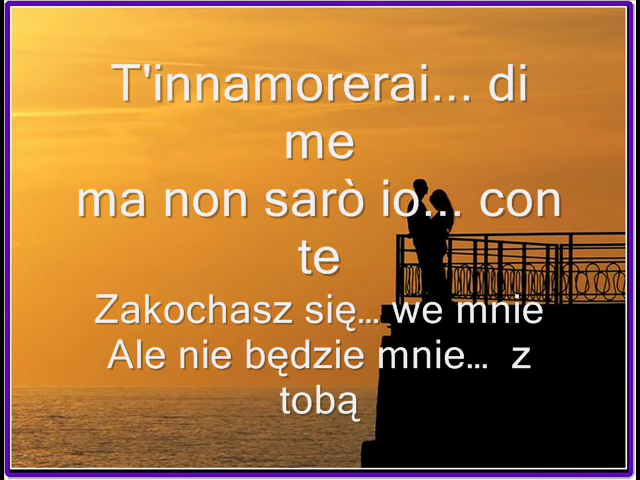 T'innamorerai... di
me
ma non sarò io... con
te
Zakochasz się... we mnie
Ale nie będzie mnie... z
tobą